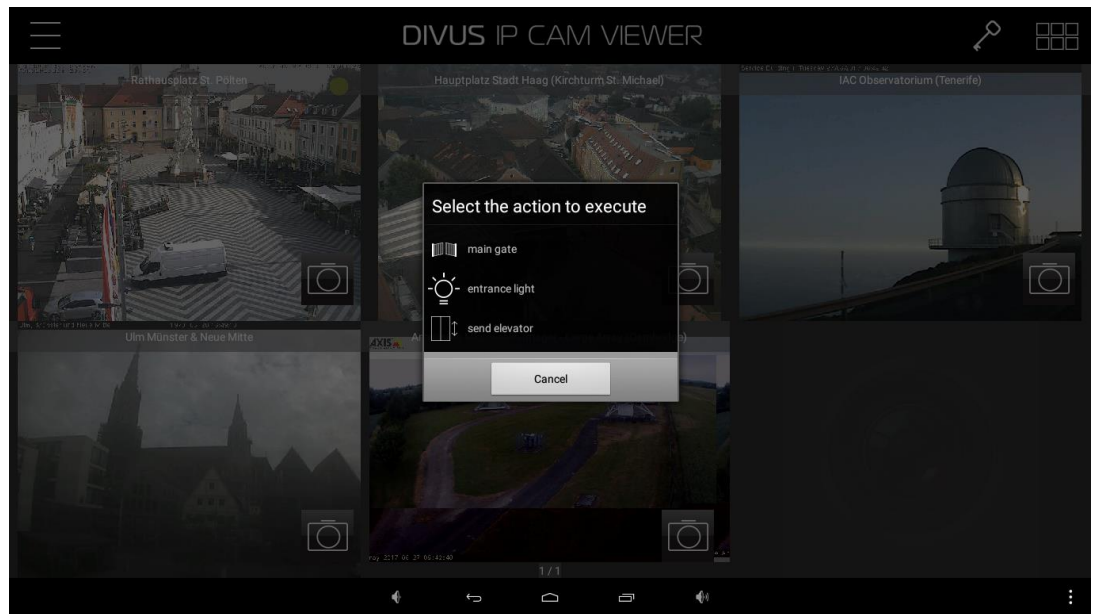 DIVUS IP CAM VIEWER
Rathausplatz St. Pölten
Hauptplatz Stadt Haag (Kirchturm St. Michael)
IAC Observatorium (Tenerife)
Select the action to execute
main gate
entrance light
send elevator
Cancel
Ulm Münster & Neue Mitte
AXIS
1 / 1